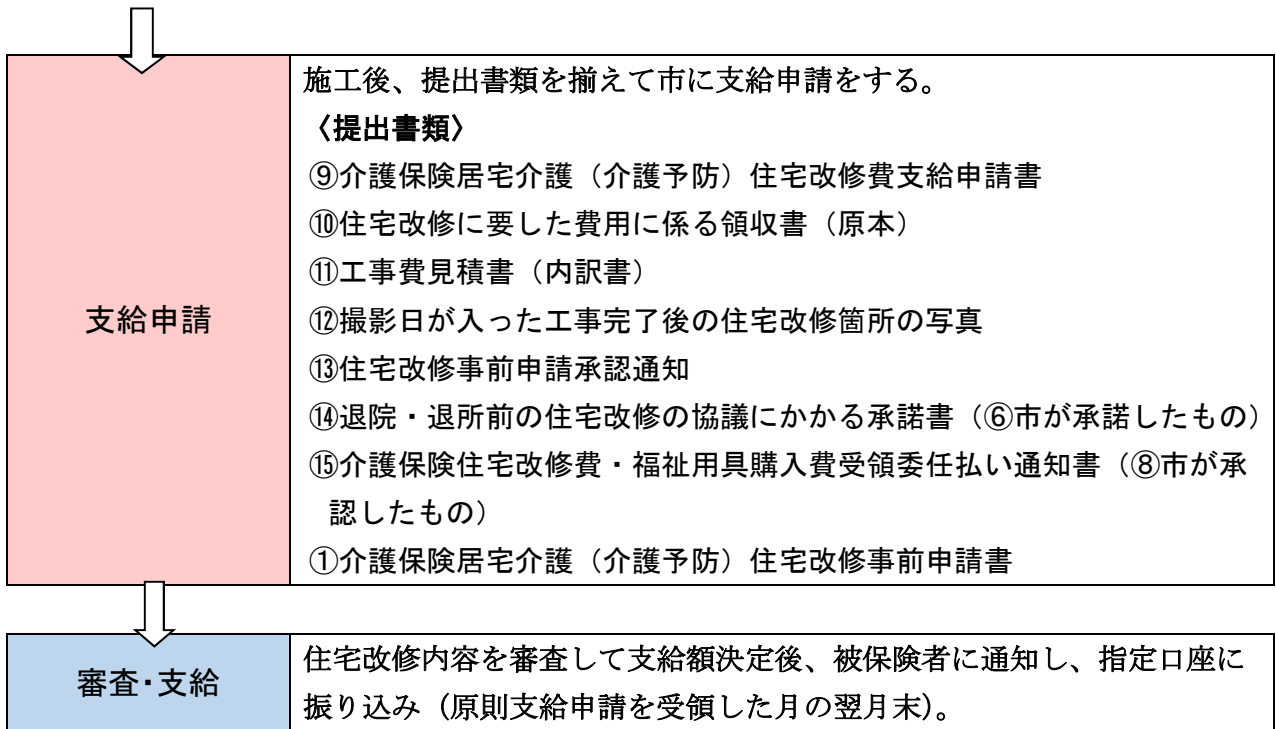 支給申請
施工後、提出書類を揃えて市に支給申請をする。
〈提出書類〉
⑨介護保険居宅介護（介護予防）住宅改修費支給申請書
⑩住宅改修に要した費用に係る領収書（原本）
⑪工事費見積書（内訳書）
⑫撮影日が入った工事完了後の住宅改修箇所の写真
⑬住宅改修事前申請承認通知
⑭退院・退所前の住宅改修の協議にかかる承諾書（⑥市が承諾したもの）
⑮介護保険住宅改修費・福祉用具購入費受領委任払い通知書（⑧市が承
認したもの）
①介護保険居宅介護（介護予防）住宅改修事前申請書
審査・支給
住宅改修内容を審査して支給額決定後、被保険者に通知し、指定口座に
振り込み（原則支給申請を受領した月の翌月末）。